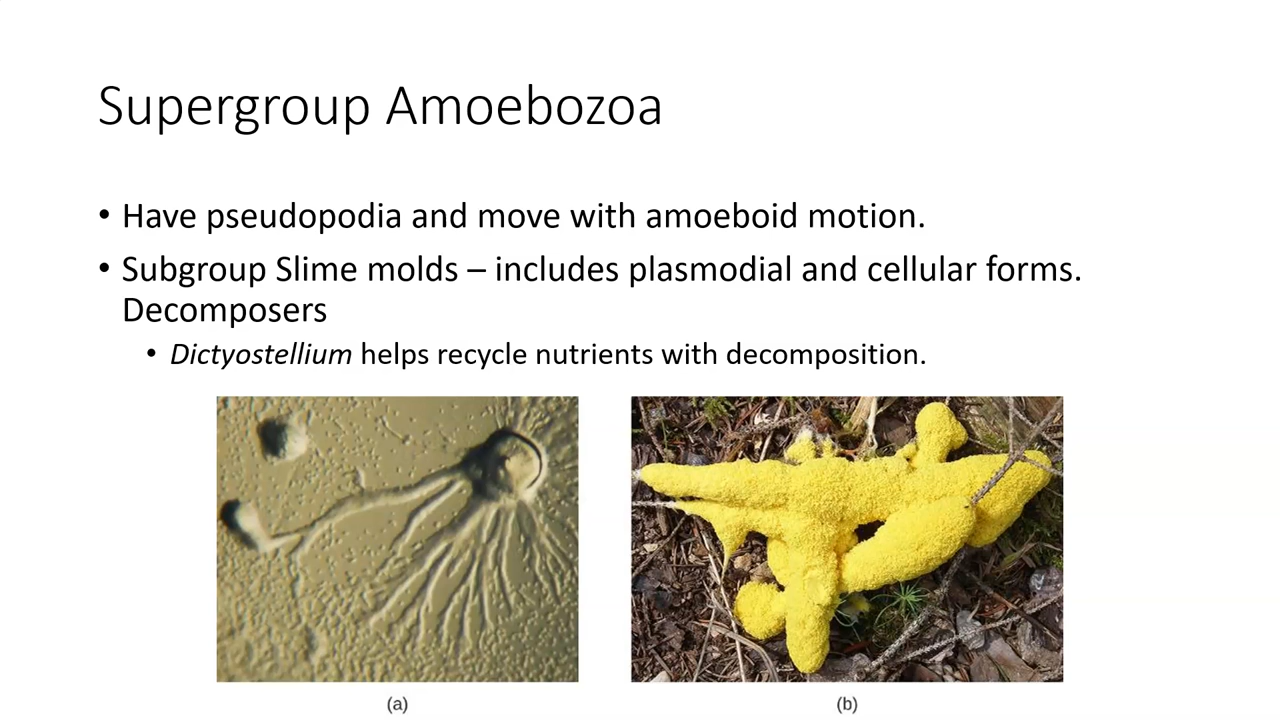 Supergroup Amoebozoa
• Have pseudopodia and move with amoeboid motion.
• Subgroup Slime molds – includes plasmodial and cellular forms.
Decomposers
• Dictyostellium helps recycle nutrients with decomposition.
(a)
(b)